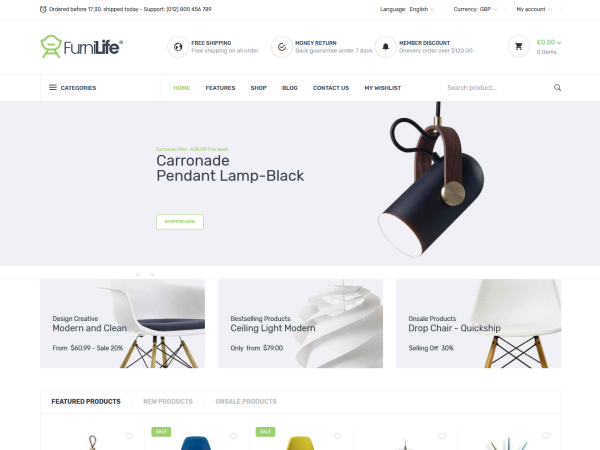 Ordered before 17:30, shipped today - Support: (012) 800 456 789
Language: English
Currency: GBP
My account
FurniLife®
FREE SHIPPING
Free shipping on all order
MONEY RETURN
Back guarantee under 7 days
MEMBER DISCOUNT
Onevery order over $120.00
£0.00
0 items
CATEGORIES
HOME
FEATURES
SHOP
BLOG
CONTACT US
MY WISHLIST
Search product...
Exclusive Offer -40% Off This Week
Carronade
Pendant Lamp-Black
SHOPPING NOW
Design Creative
Modern and Clean
From $60.99 - Sale 20%
Bestselling Products
Ceiling Light Modern
Only from $79.00
Onsale Products
Drop Chair - Quickship
Selling Off 30%
FEATURED PRODUCTS
NEW PRODUCTS
ONSALE PRODUCTS
SALE
SALE